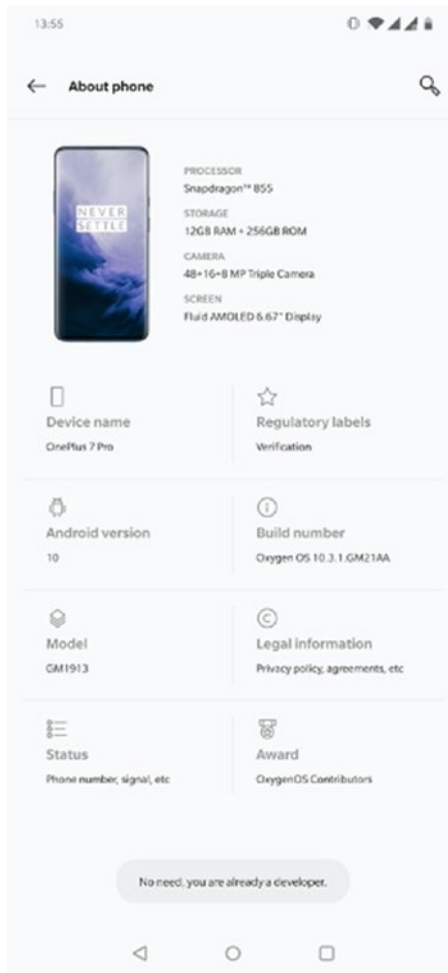 13:55
About phone
NEVER
SETTLE
PROCESSOR
Snapdragon™ 855
STORAGE
12GB RAM + 256GB ROM
CAMERA
48+16+8 MP Triple Camera
SCREEN
Fluid AMOLED 6.67" Display
Device name
OnePlus 7 Pro
Regulatory labels
Verification
Android version
10
Build number
Oxygen OS 10.3.1.GM21AA
Model
GM1913
Legal information
Privacy policy, agreements, etc
Status
Phone number, signal, etc
Award
OxygenOS Contributors
No need, you are already a developer.